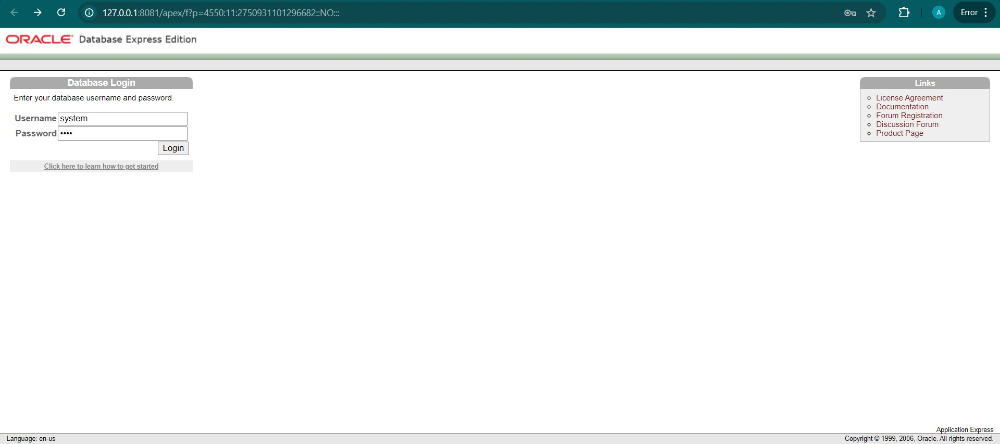 127.0.0.1:8081/apex/f?p=4550:11:2750931101296682::NO:::
A
Error
ORACLE Database Express Edition
Database Login
Enter your database username and password.
Username system
Password ••••
Login
Click here to learn how to get started
Links
License Agreement
Documentation
Forum Registration
Discussion Forum
Product Page
Application Express
Language: en-us
Copyright © 1999, 2006, Oracle. All rights reserved.